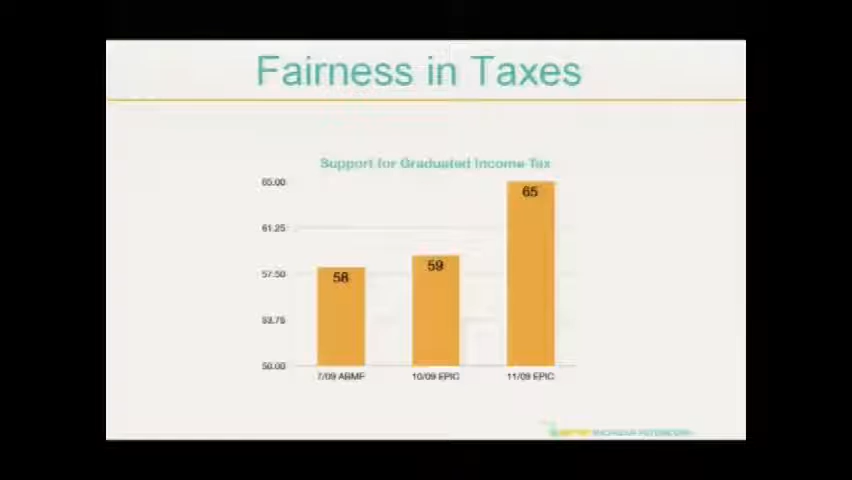 Fairness in Taxes
Support for Graduated Income Tax
65.00
61.25
57.50
53.75
50.00
58
59
65
7/09 ABMF
10/09 EPIC
11/09 EPIC